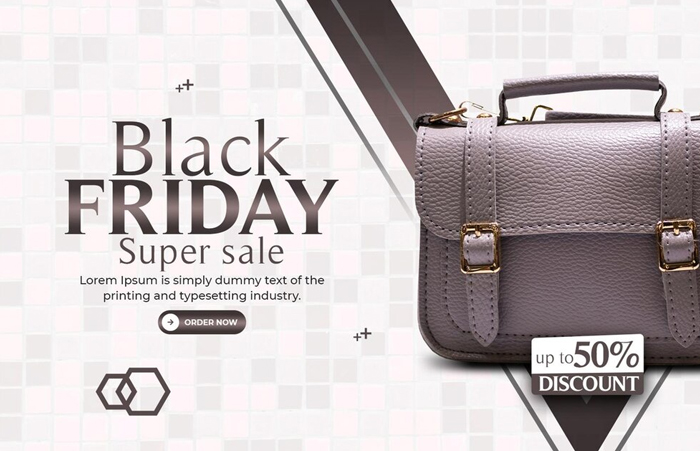 Black
FRIDAY
Super sale
Lorem Ipsum is simply dummy text of the
printing and typesetting industry.
ORDER NOW
up to 50%
DISCOUNT